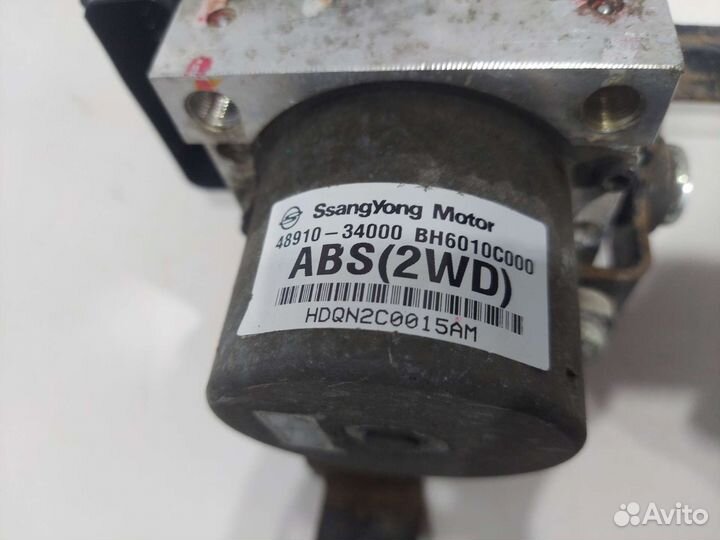 SsangYong Motor
48910-34000 BH6010C000
ABS(2WD)
HDQN2C0015AM
Avito